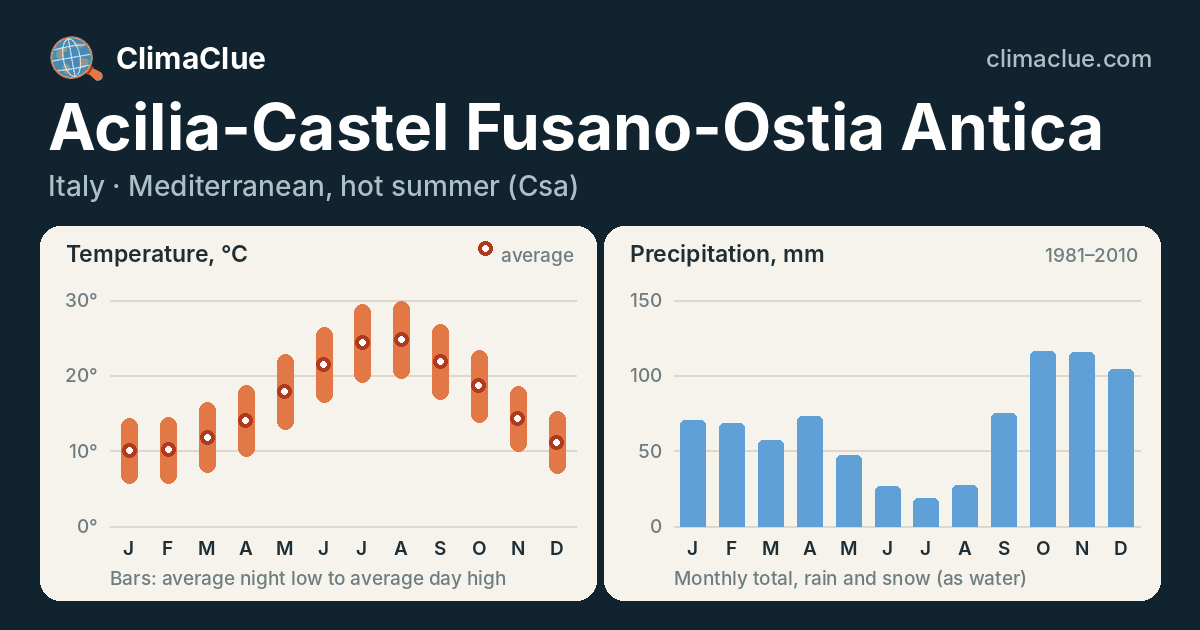 ClimaClue
climaclue.com
Acilia-Castel Fusano-Ostia Antica
Italy · Mediterranean, hot summer (Csa)
Temperature, °C
average
30°
20°
10°
0°
J F M A M J J A S O N D
Bars: average night low to average day high
Precipitation, mm
1981–2010
150
100
50
0
J F M A M J J A S O N D
Monthly total, rain and snow (as water)